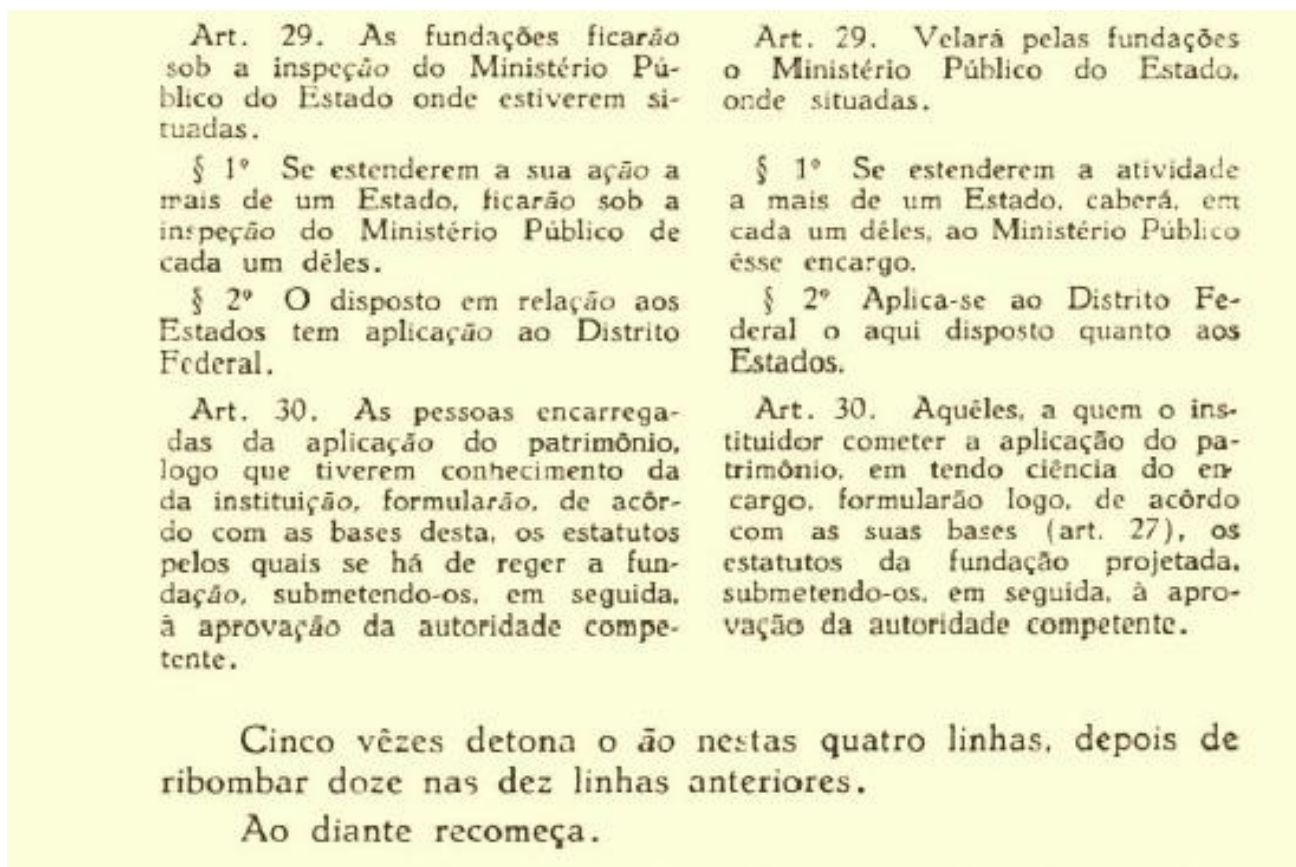 Art. 29. As fundações ficarão
sob a inspeção do Ministério Pú-
blico do Estado onde estiverem si-
tuadas.
§ 1º Se estenderem a sua ação a
mais de um Estado, ficarão sob a
inspeção do Ministério Público de
cada um dêles.
§ 2º O disposto em relação aos
Estados tem aplicação ao Distrito
Federal.
Art. 30. As pessoas encarrega-
das da aplicação do patrimônio,
logo que tiverem conhecimento da
da instituição, formularão, de acôr-
do com as bases desta, os estatutos
pelos quais se há de reger a fun-
dação, submetendo-os, em seguida,
à aprovação da autoridade compe-
tente.
Art. 29. Velará pelas fundações
o Ministério Público do Estado,
onde situadas.
§ 1º Se estenderem a atividade
a mais de um Estado, caberá, em
cada um dêles, ao Ministério Público
êsse encargo.
§ 2º Aplica-se ao Distrito Fe-
deral o aqui disposto quanto aos
Estados.
Art. 30. Aquêles, a quem o ins-
tituidor cometer a aplicação do pa-
trimônio, em tendo ciência do en-
cargo, formularão logo, de acôrdo
com as suas bases (art. 27), os
estatutos da fundação projetada,
submetendo-os, em seguida, à apro-
vação da autoridade competente.
Cinco vêzes detona o ão nestas quatro linhas, depois de
ribombar doze nas dez linhas anteriores.
Ao diante recomeça.